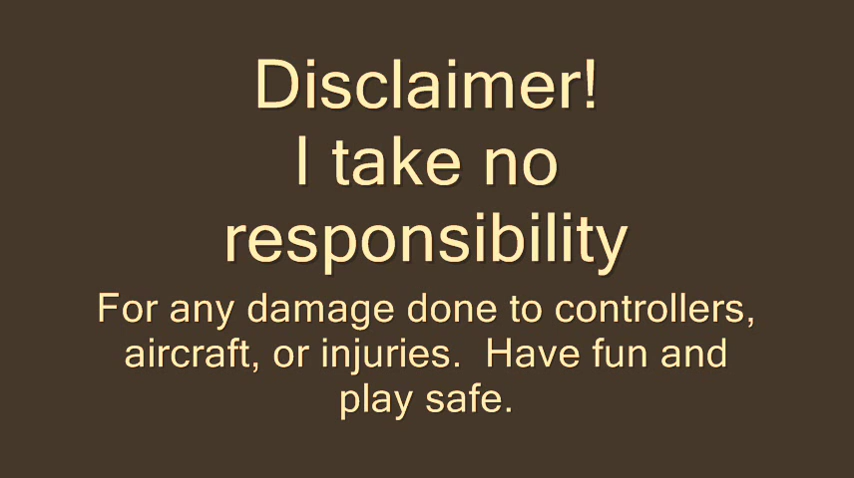 Disclaimer!
I take no
responsibility
For any damage done to controllers,
aircraft, or injuries.  Have fun and
play safe.